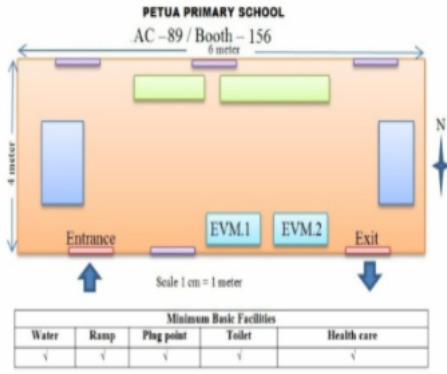 PETUA PRIMARY SCHOOL
AC –89 / Booth – 156
6 meter
4 meter
N
EVM.1 EVM.2
Entrance Exit
Scale 1 cm = 1 meter
Minimum Basic Facilities
Water Ramp Plug point Toilet Health care
√ √ √ √ √